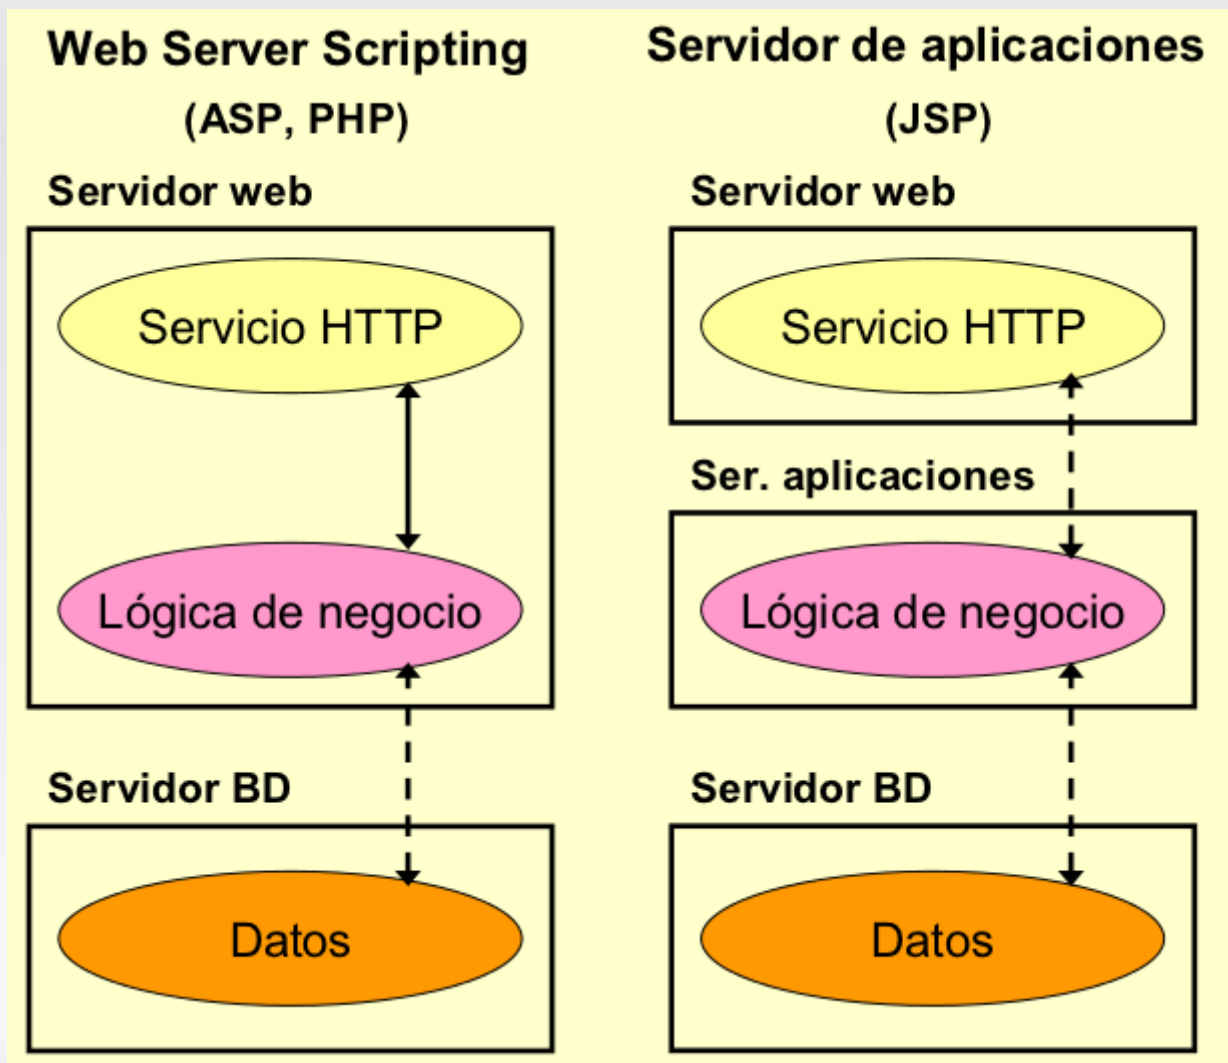 Web Server Scripting
(ASP, PHP)
Servidor web
Servicio HTTP
Lógica de negocio
Servidor BD
Datos
Servidor de aplicaciones
(JSP)
Servidor web
Servicio HTTP
Ser. aplicaciones
Lógica de negocio
Servidor BD
Datos